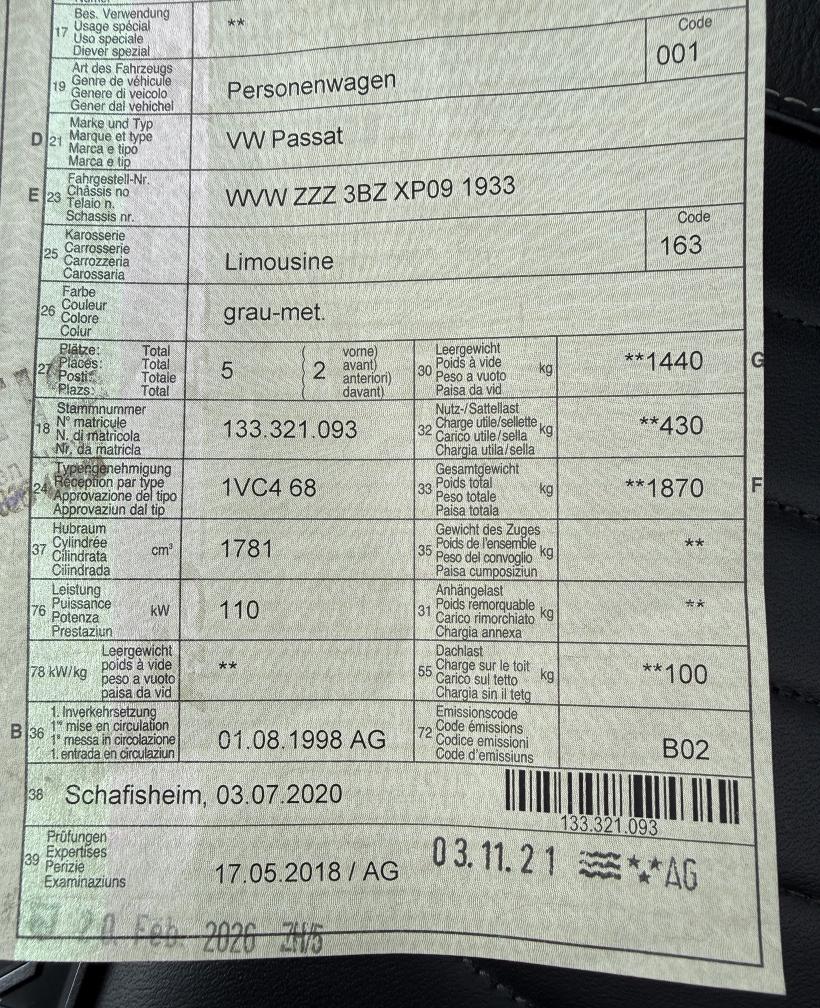 17 Bes. Verwendung
Usage spécial
Uso speciale
Diever spezial
**
19 Art des Fahrzeugs
Genre de véhicule
Genere di veicolo
Gener dal vehichel
Personenwagen
Code
001
D 21 Marke und Typ
Marque et type
Marca e tipo
Marca e tip
VW Passat
E 23 Fahrgestell-Nr.
Châssis no
Telaio n.
Schassis nr.
WVW ZZZ 3BZ XP09 1933
25 Karosserie
Carrosserie
Carrozzeria
Carossaria
Limousine
Code
163
26 Farbe
Couleur
Colore
Colur
grau-met.
27 Plätze: Total
Places: Total
Posti: Totale
Plazs: Total
5
2
vorne)
avant)
anteriori)
davant)
30 Leergewicht
Poids à vide
Peso a vuoto
Paisa da vid
kg
**1440
G
18 Stammnummer
N° matricule
N. di matricola
Nr. da matricla
133.321.093
32 Nutz-/Sattellast
Charge utile/sellette
Carico utile/sella
Chargia utila/sella
kg
**430
24 Typengenehmigung
Réception par type
Approvazione del tipo
Approvaziun dal tip
1VC4 68
33 Gesamtgewicht
Poids total
Peso totale
Paisa totala
kg
**1870
F
37 Hubraum
Cylindrée
Cilindrata
Cilindrada
cm³
1781
35 Gewicht des Zuges
Poids de l'ensemble
Peso del convoglio
Paisa cumposiziun
kg
**
76 Leistung
Puissance
Potenza
Prestaziun
kW
110
31 Anhängelast
Poids remorquable
Carico rimorchiato
Chargia annexa
kg
**
78 kW/kg
Leergewicht
poids à vide
peso a vuoto
paisa da vid
**
55 Dachlast
Charge sur le toit
Carico sul tetto
Chargia sin il tetg
kg
**100
B 36 1. Inverkehrsetzung
1re mise en circulation
1a messa in circolazione
1. entrada en circulaziun
01.08.1998 AG
72 Emissionscode
Code émissions
Codice emissioni
Code d'emissiuns
B02
38 Schafisheim, 03.07.2020
133.321.093
39 Prüfungen
Expertises
Perizie
Examinaziuns
17.05.2018 / AG
03.11.21 AG
20. Feb. 2026 ZH/5